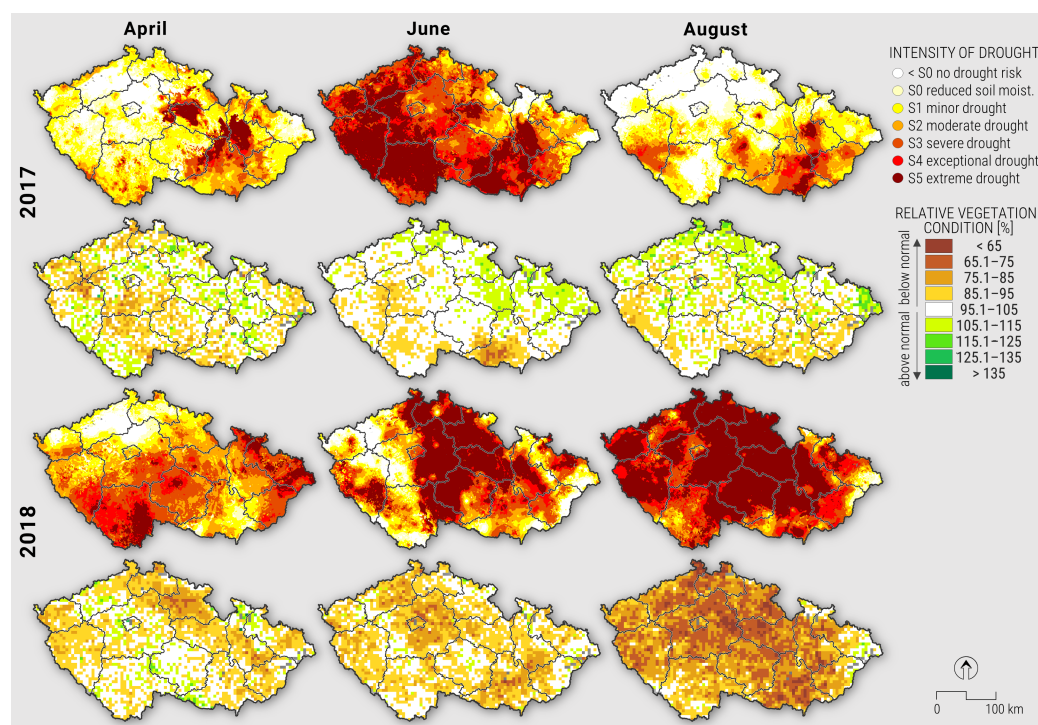 April
June
August
2017
2018
INTENSITY OF DROUGHT
< S0 no drought risk
S0 reduced soil moist.
S1 minor drought
S2 moderate drought
S3 severe drought
S4 exceptional drought
S5 extreme drought
RELATIVE VEGETATION
CONDITION [%]
below normal
above normal
< 65
65.1–75
75.1–85
85.1–95
95.1–105
105.1–115
115.1–125
125.1–135
> 135
0 100 km